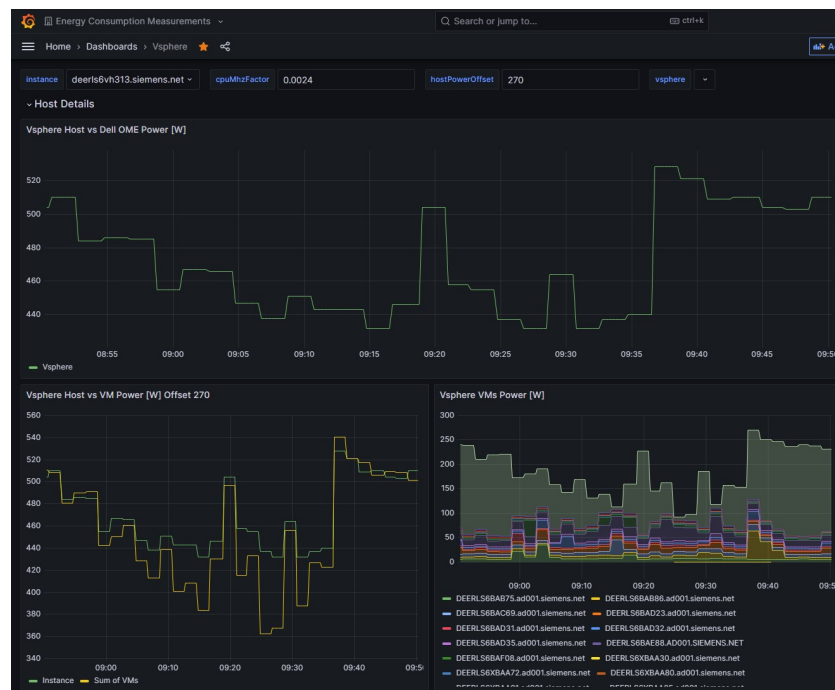 Energy Consumption Measurements
Search or jump to...
ctrl+k
Home › Dashboards › Vsphere
instance deerls6vh313.siemens.net
cpuMhzFactor 0.0024
hostPowerOffset 270
vsphere -
Host Details
Vsphere Host vs Dell OME Power [W]
520
500
480
460
440
08:55 09:00 09:05 09:10 09:15 09:20 09:25 09:30 09:35 09:40 09:45
Vsphere
Vsphere Host vs VM Power [W] Offset 270
560
540
520
500
480
460
440
420
400
380
360
340
09:00 09:10 09:20 09:30 09:40
Instance Sum of VMs
Vsphere VMs Power [W]
300
250
200
150
100
50
0
09:00 09:10 09:20 09:30 09:40
DEERLS6BAB75.ad001.siemens.net DEERLS6BAB86.ad001.siemens.net
DEERLS6BAC69.ad001.siemens.net DEERLS6BAD23.ad001.siemens.net
DEERLS6BAD31.ad001.siemens.net DEERLS6BAD32.ad001.siemens.net
DEERLS6BAD35.ad001.siemens.net DEERLS6BAE88.AD001.SIEMENS.NET
DEERLS6BAF08.ad001.siemens.net DEERLS6XBAA30.ad001.siemens.net
DEERLS6XBAA72.ad001.siemens.net DEERLS6XBAA80.ad001.siemens.net